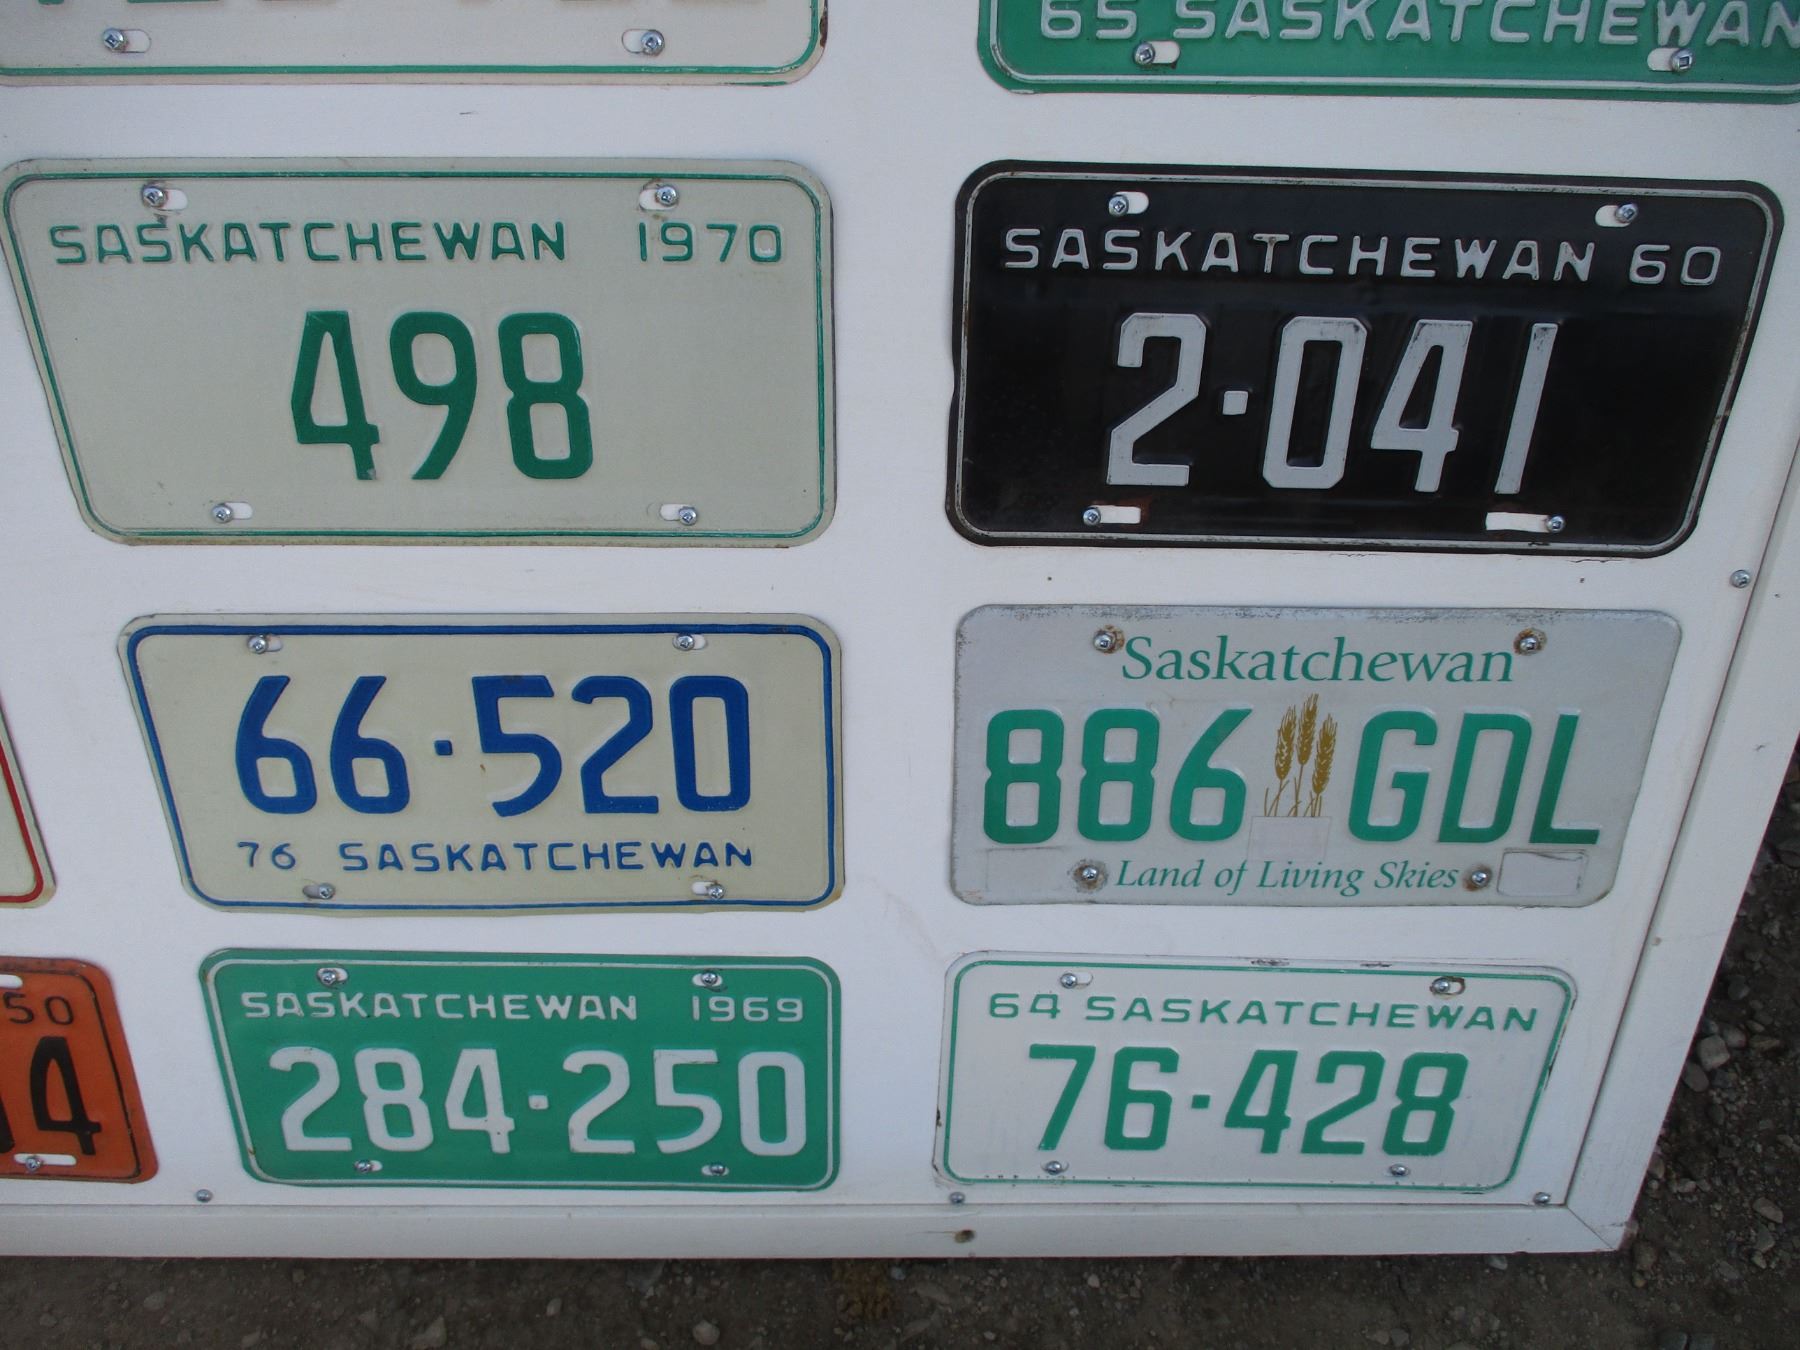 65 SASKATCHEWAN
SASKATCHEWAN 1970
498
SASKATCHEWAN 60
2·041
66·520
76 SASKATCHEWAN
Saskatchewan
886 GDL
Land of Living Skies
50
4
SASKATCHEWAN 1969
284·250
64 SASKATCHEWAN
76·428